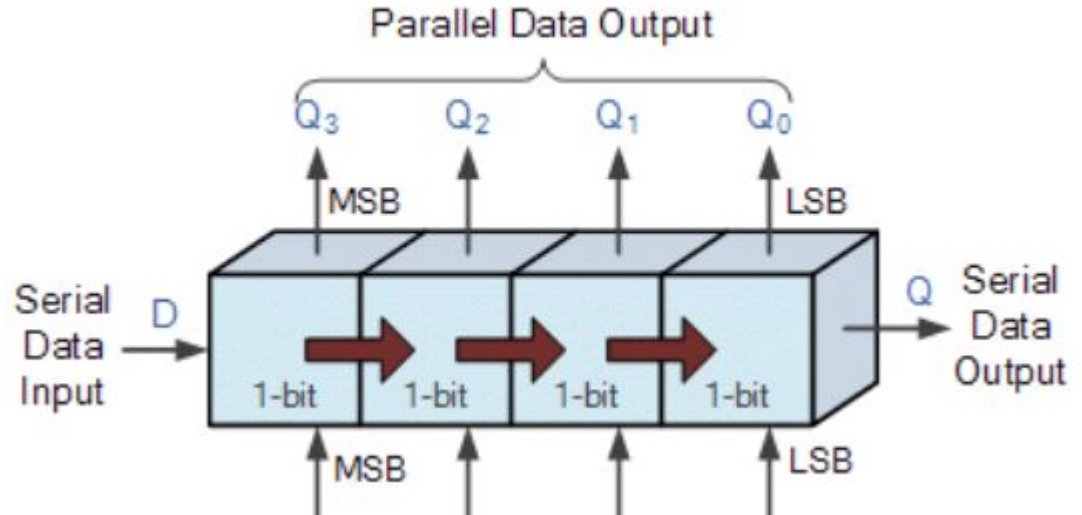 Parallel Data Output
Q₃ Q₂ Q₁ Q₀
MSB LSB
Serial
Data
Input
D
Q
Serial
Data
Output
1-bit 1-bit 1-bit 1-bit
MSB LSB